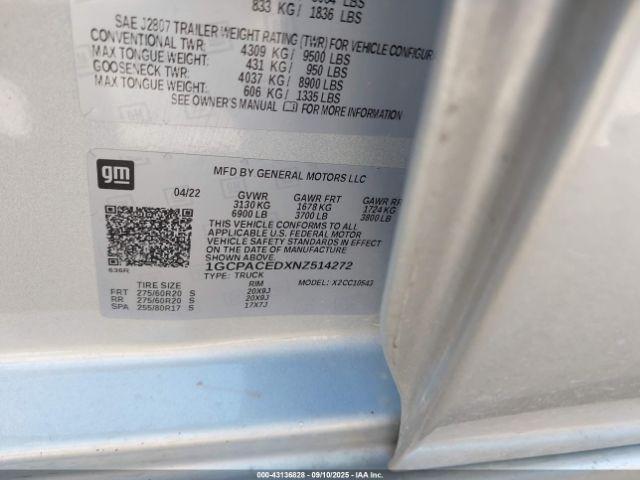 833 KG / 1836 LBS
SAE J2807 TRAILER WEIGHT RATING (TWR) FOR VEHICLE CONFIGUR
CONVENTIONAL TWR: 4309 KG / 9500 LBS
MAX TONGUE WEIGHT: 431 KG / 950 LBS
GOOSENECK TWR: 4037 KG / 8900 LBS
MAX TONGUE WEIGHT: 606 KG / 1335 LBS
SEE OWNER'S MANUAL FOR MORE INFORMATION
gm
MFD BY GENERAL MOTORS LLC
04/22 GVWR GAWR FRT GAWR RR
3130 KG 1678 KG 1724 KG
6900 LB 3700 LB 3800 LB
THIS VEHICLE CONFORMS TO ALL
APPLICABLE U.S. FEDERAL MOTOR
VEHICLE SAFETY STANDARDS IN EFFECT
ON THE DATE OF MANUFACTURE
SHOWN ABOVE.
1GCPACEDXNZ514272
636R
TYPE: TRUCK
MODEL: X2CC10543
TIRE SIZE RIM
FRT 275/60R20 S 20X9J
RR 275/60R20 S 20X9J
SPA 255/80R17 S 17X7J
000-43136828 - 09/10/2025 - IAAI.COM